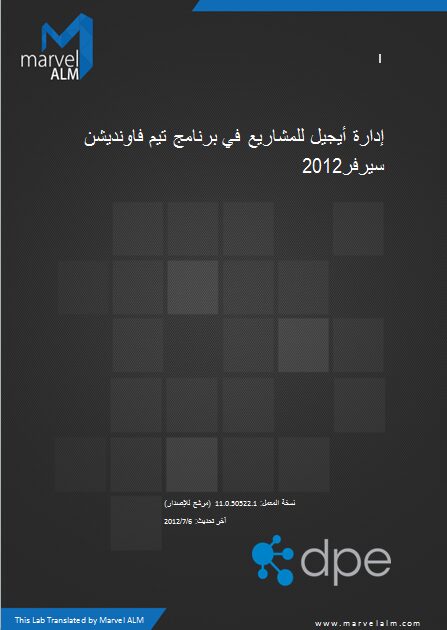 marvel
ALM
إدارة أيجيل للمشاريع في برنامج تيم فاونديشن
سيرفر2012
نسخة المعمل: 11.0.50522.1 (مرشح للإصدار)
آخر تحديث: 2012/7/6
dpe
This Lab Translated by Marvel ALM
www.marvelalm.com